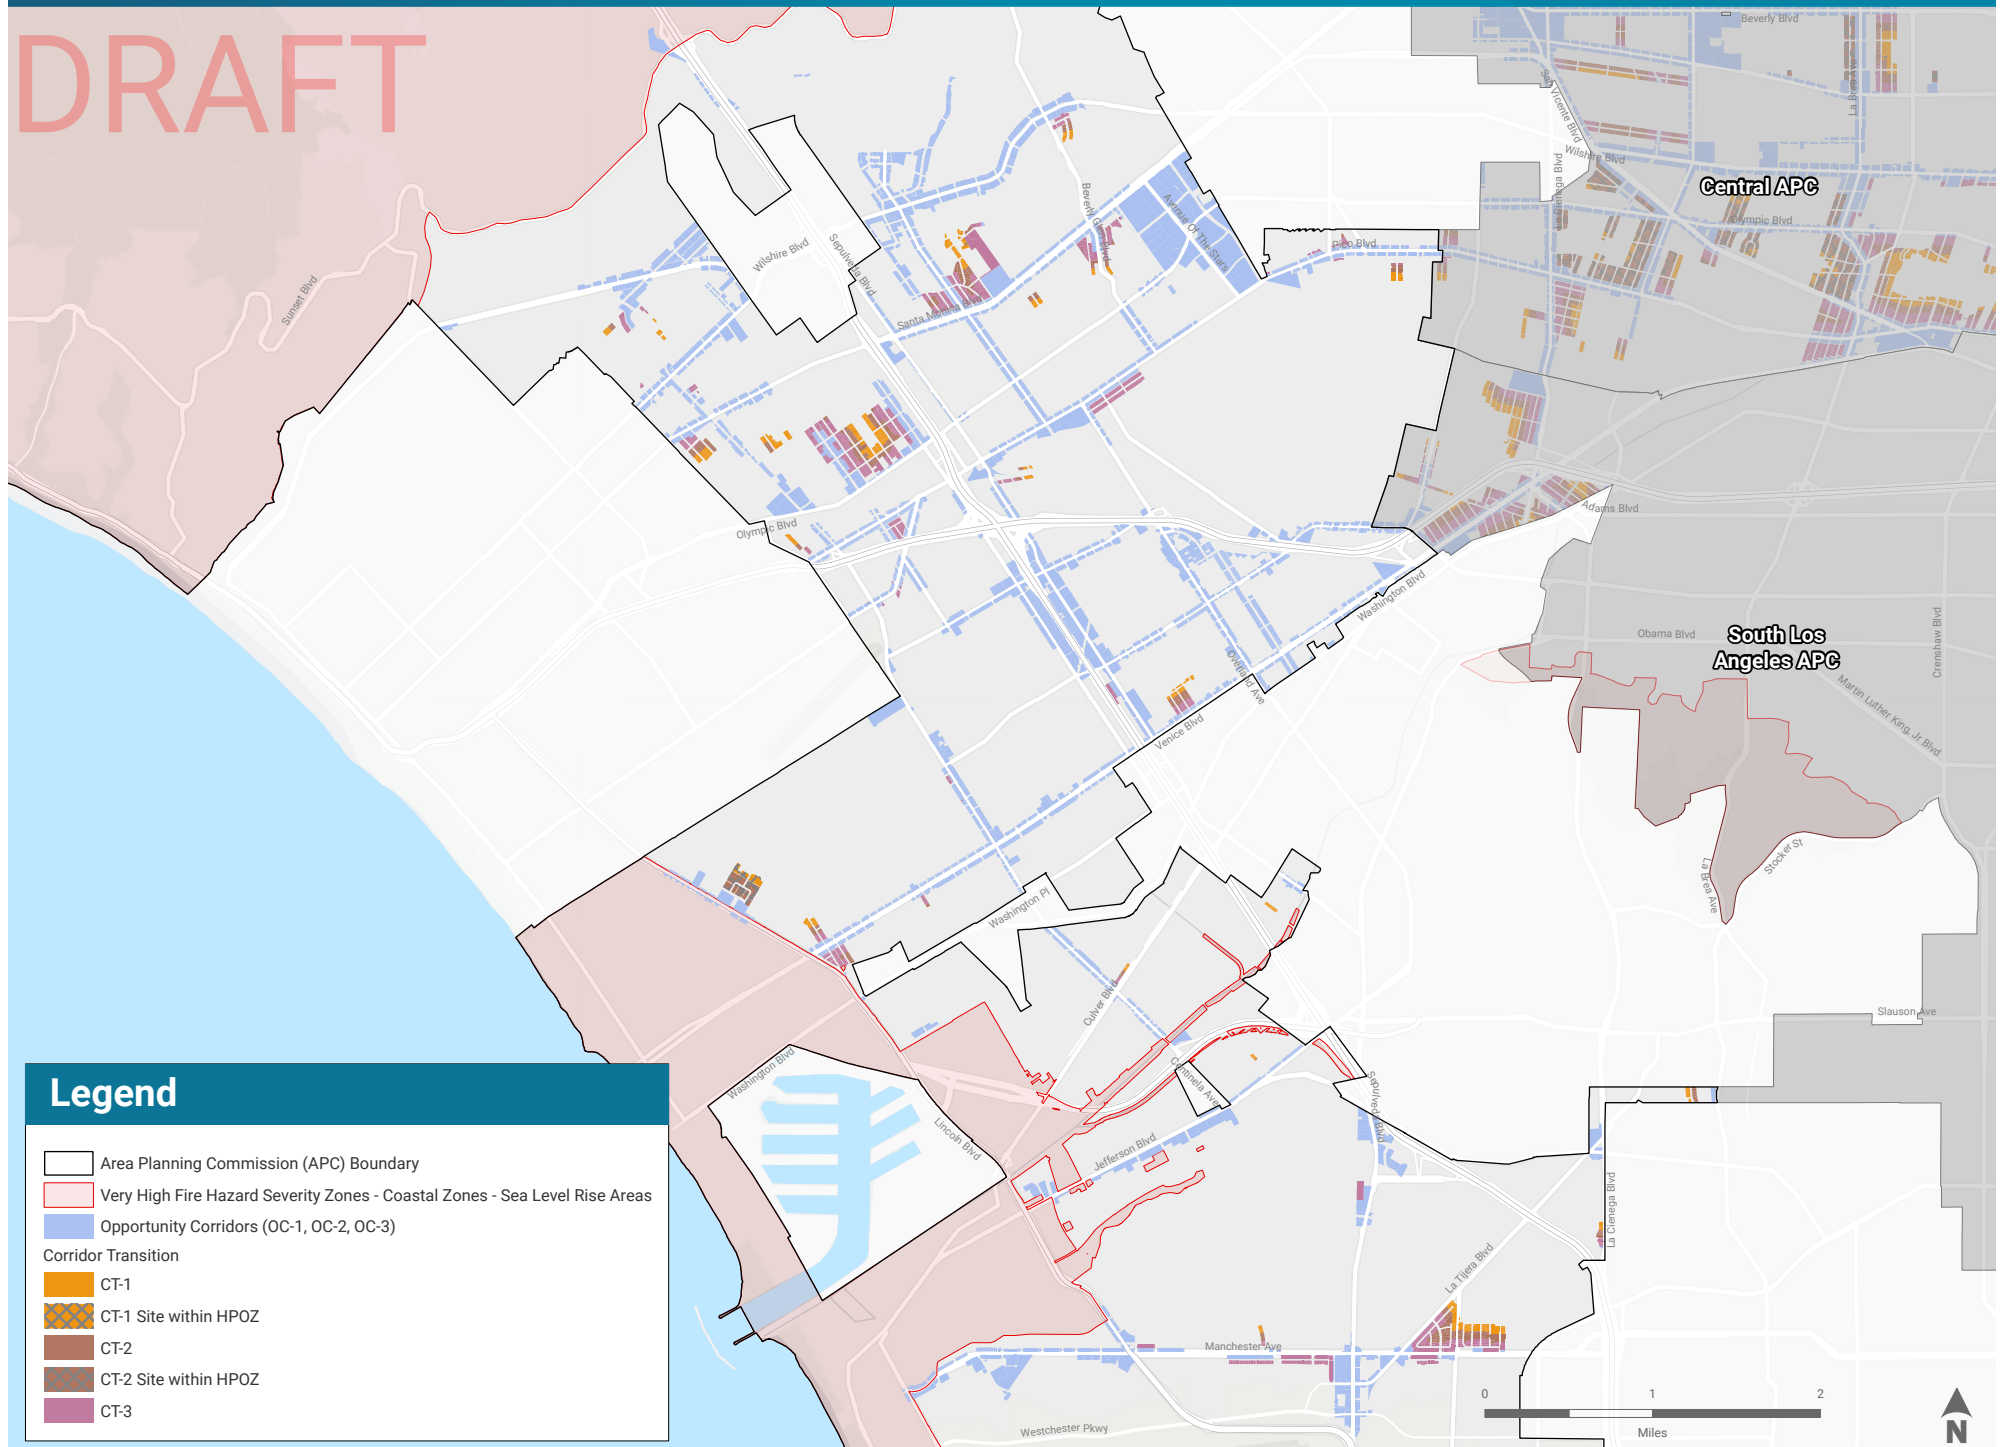 DRAFT
Beverly Blvd
San Vicente Blvd
La Brea Ave
Wilshire Blvd
La Cienega Blvd
Central APC
Olympic Blvd
Beverly Glen Blvd
Avenue Of The Stars
Pico Blvd
Wilshire Blvd
Sepulveda Blvd
Sunset Blvd
Santa Monica Blvd
Olympic Blvd
Adams Blvd
Washington Blvd
Obama Blvd
South Los
Angeles APC
Crenshaw Blvd
Overland Ave
Martin Luther King Jr Blvd
Venice Blvd
La Brea Ave
Stocker St
Washington Pl
Culver Blvd
Slauson Ave
Washington Blvd
Centinela Ave
Sepulveda Blvd
Lincoln Blvd
Jefferson Blvd
La Cienega Blvd
La Tijera Blvd
Manchester Ave
Westchester Pkwy
Legend
Area Planning Commission (APC) Boundary
Very High Fire Hazard Severity Zones - Coastal Zones - Sea Level Rise Areas
Opportunity Corridors (OC-1, OC-2, OC-3)
Corridor Transition
CT-1
CT-1 Site within HPOZ
CT-2
CT-2 Site within HPOZ
CT-3
0 1 2
Miles
N